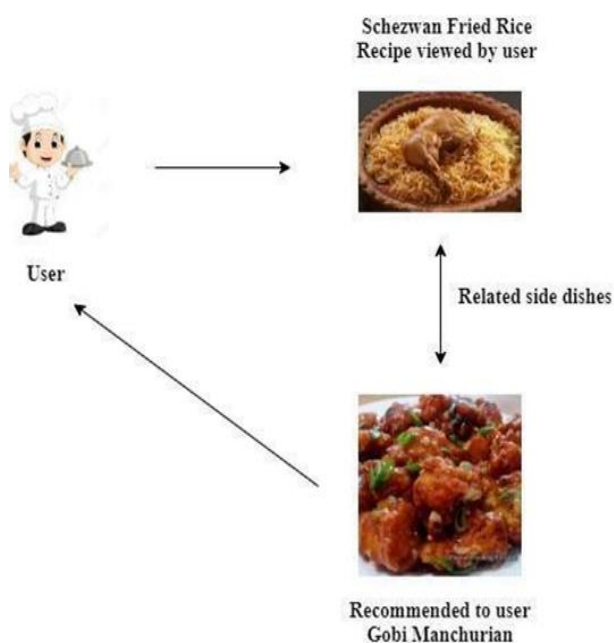 Schezwan Fried Rice
Recipe viewed by user
User
Related side dishes
Recommended to user
Gobi Manchurian